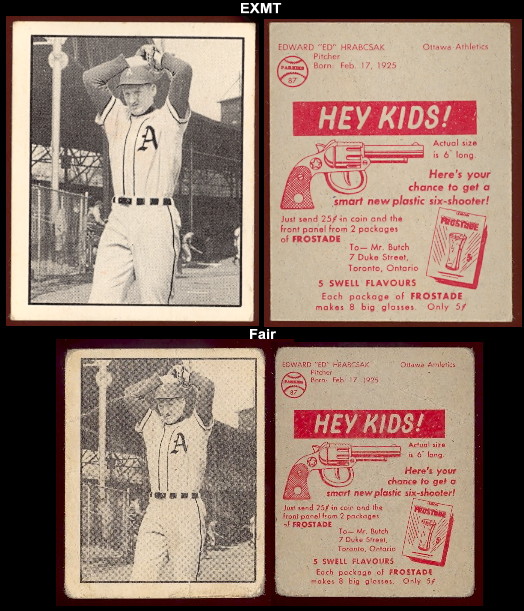 EXMT
EDWARD "ED" HRABCSAK Ottawa Athletics
Pitcher
Born: Feb. 17, 1925
PARKIES
87
HEY KIDS!
Actual size
is 6" long.
Here's your
chance to get a
smart new plastic six-shooter!
Just send 25¢ in coin and the
front panel from 2 packages
of FROSTADE
To— Mr. Butch
7 Duke Street,
Toronto, Ontario
FROSTADE
5 SWELL FLAVOURS
Each package of FROSTADE
makes 8 big glasses. Only 5¢
A
Fair
EDWARD "ED" HRABCSAK Ottawa Athletics
Pitcher
Born: Feb. 17, 1925
87
HEY KIDS!
Actual size
is 6" long.
Here's your
chance to get a
smart new plastic six-shooter!
Just send 25¢ in coin and the
front panel from 2 packages
of FROSTADE
To— Mr. Butch
7 Duke Street,
Toronto, Ontario
FROSTADE
5 SWELL FLAVOURS
Each package of FROSTADE
makes 8 big glasses. Only 5¢
A